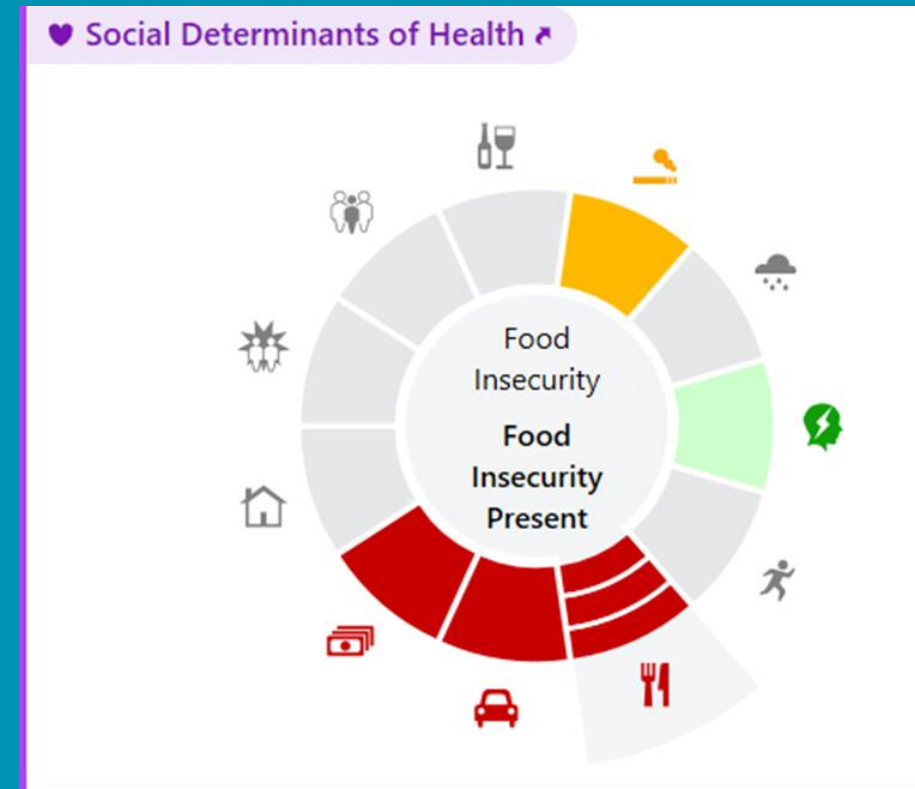 Social Determinants of Health
Food
Insecurity
Food
Insecurity
Present